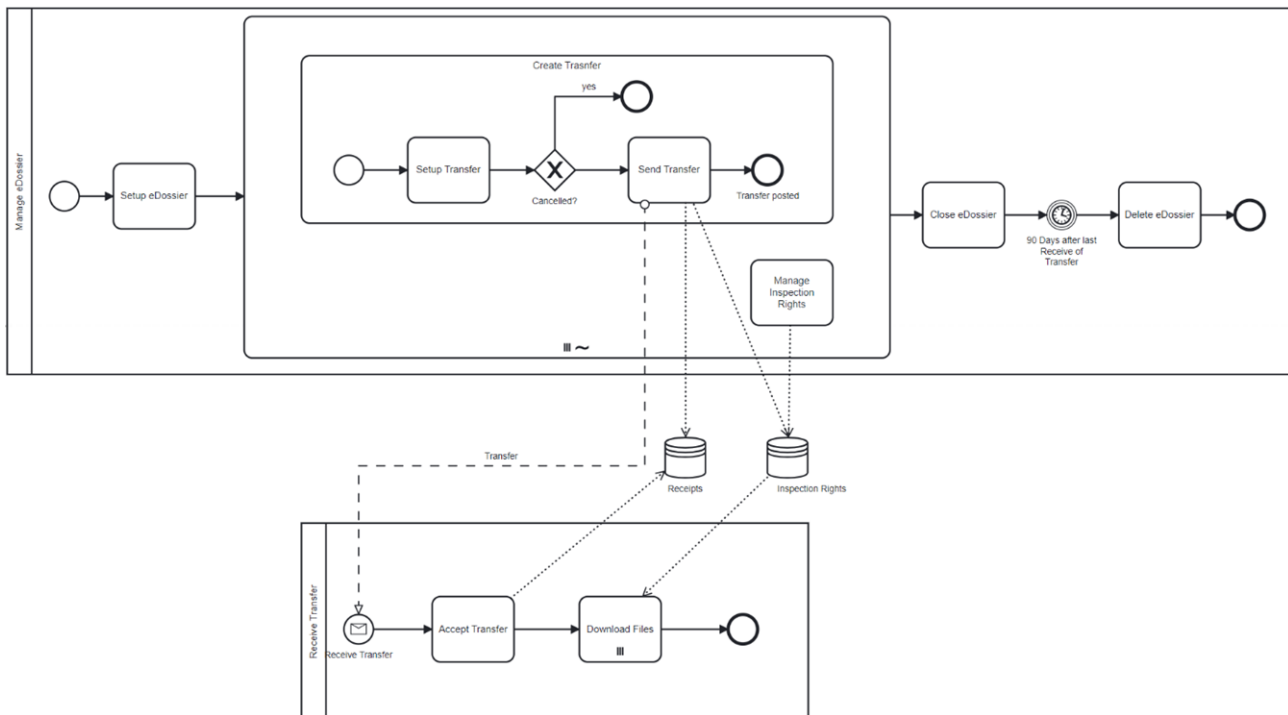 Manage eDossier
Create Trasnfer
yes
Setup eDossier
Setup Transfer
Cancelled?
Send Transfer
Transfer posted
Manage
Inspection
Rights
Close eDossier
90 Days after last
Receive of
Transfer
Delete eDossier
Transfer
Receipts
Inspection Rights
Receive Transfer
Receive Transfer
Accept Transfer
Download Files